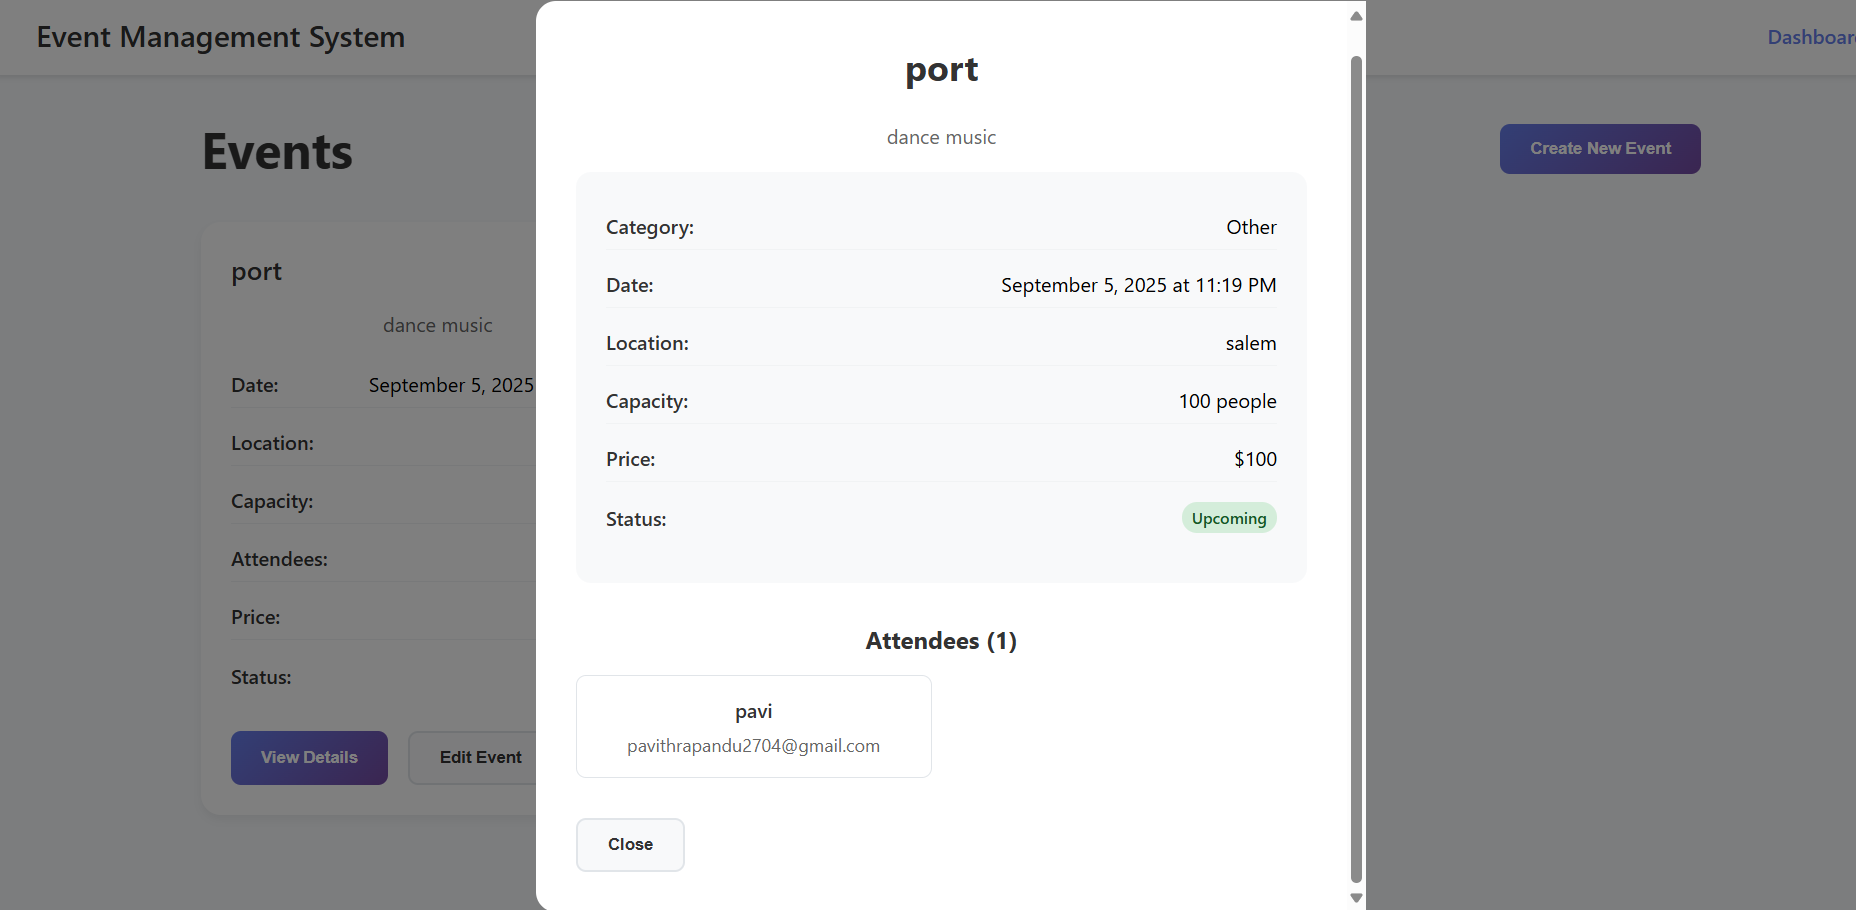 Event Management System
Dashboar
Events
Create New Event
port
dance music
Date: September 5, 2025
Location:
Capacity:
Attendees:
Price:
Status:
View Details
Edit Event
port
dance music
Category: Other
Date: September 5, 2025 at 11:19 PM
Location: salem
Capacity: 100 people
Price: $100
Status: Upcoming
Attendees (1)
pavi
pavithrapandu2704@gmail.com
Close